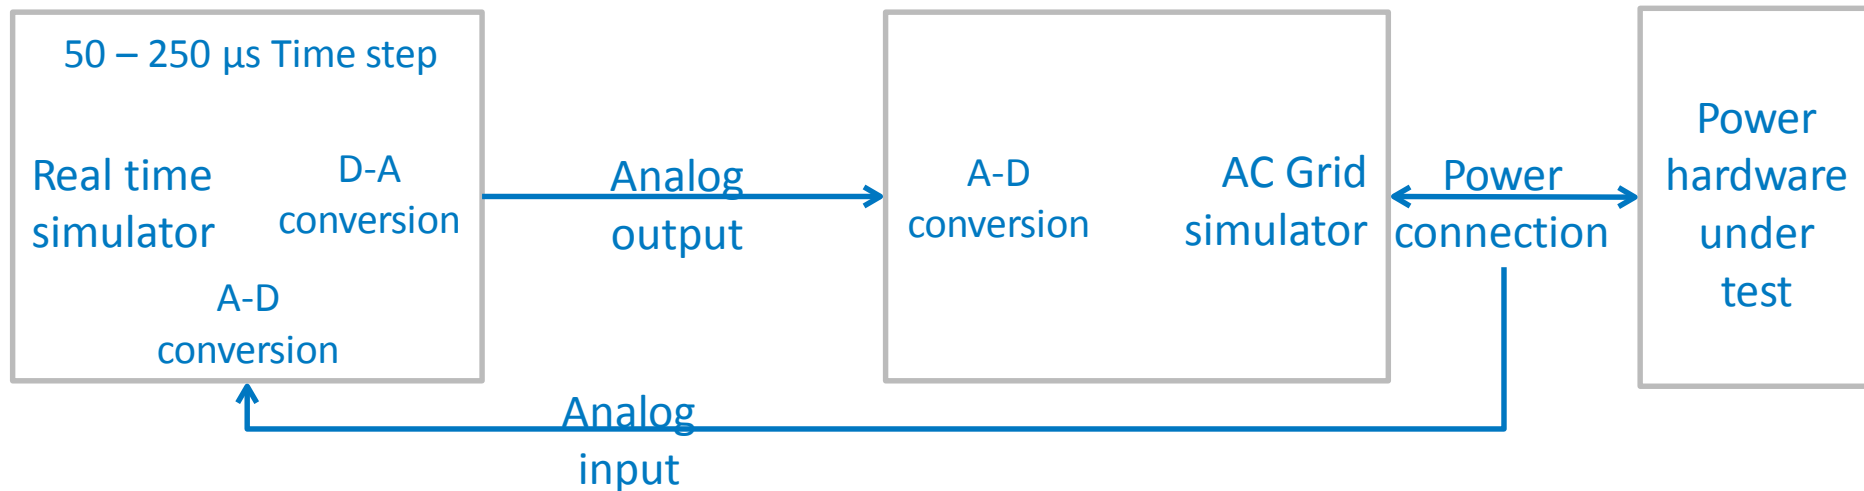 50 – 250 µs Time step
Real time
simulator
D-A
conversion
A-D
conversion
Analog
output
A-D
conversion
AC Grid
simulator
Power
connection
Power
hardware
under
test
Analog
input